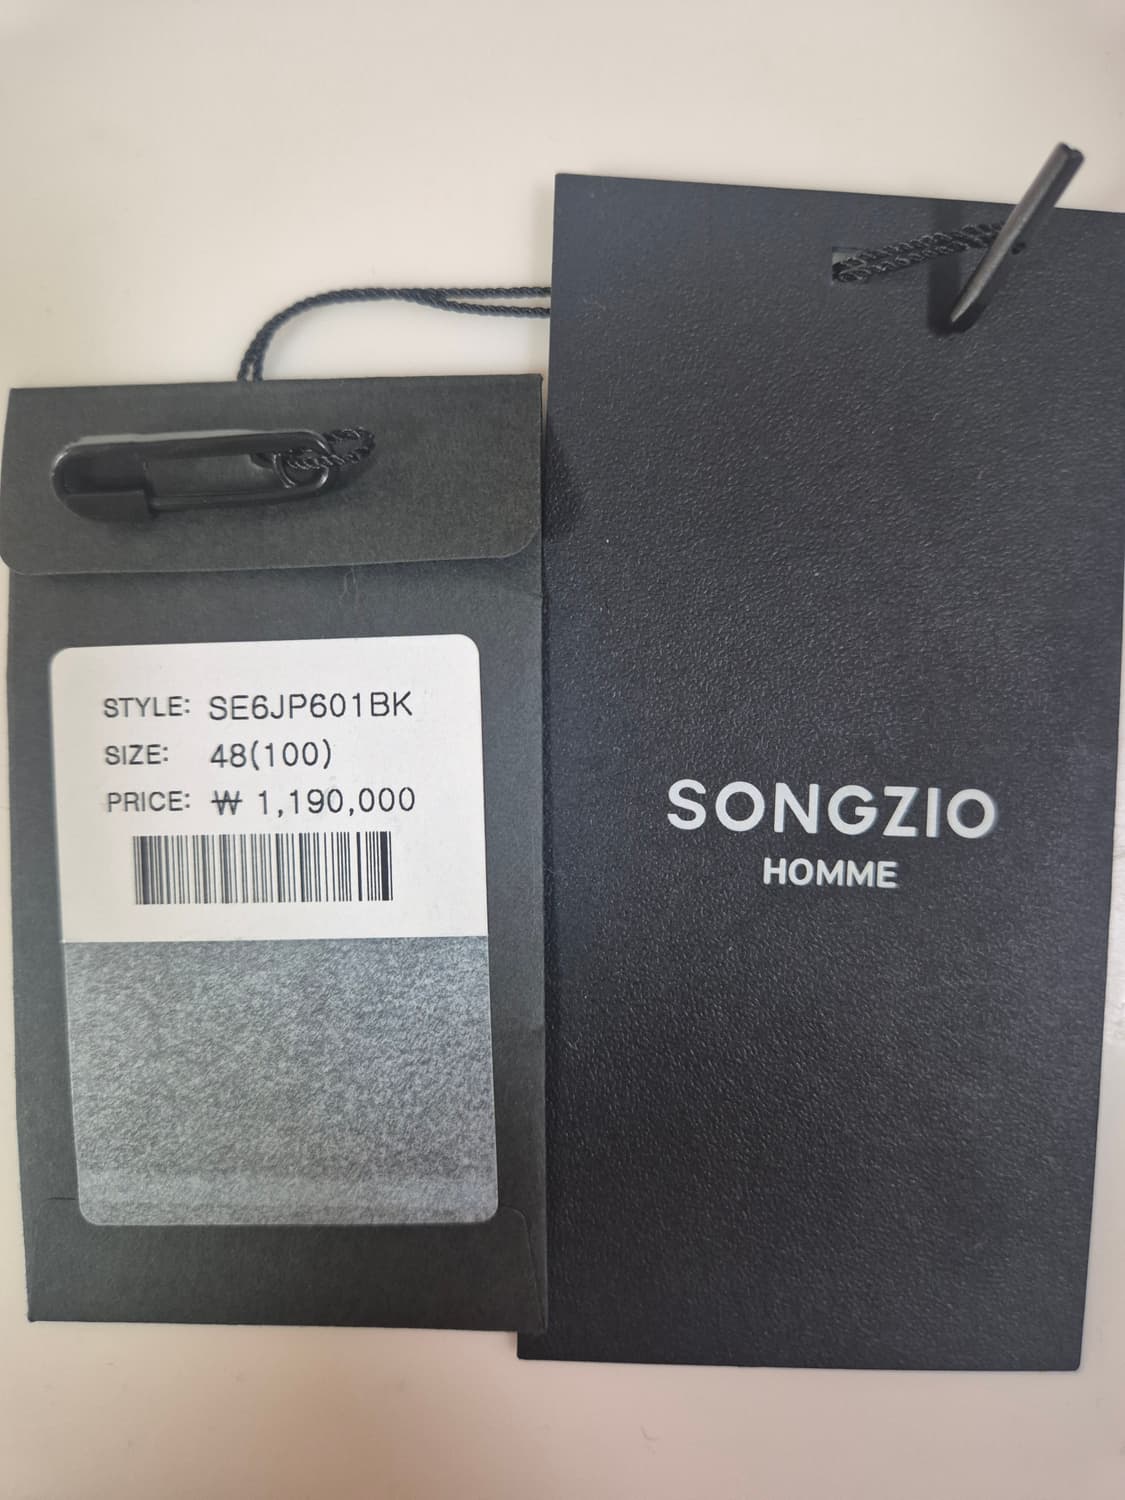 STYLE: SE6JP601BK
SIZE: 48(100)
PRICE: ₩ 1,190,000
SONGZIO
HOMME